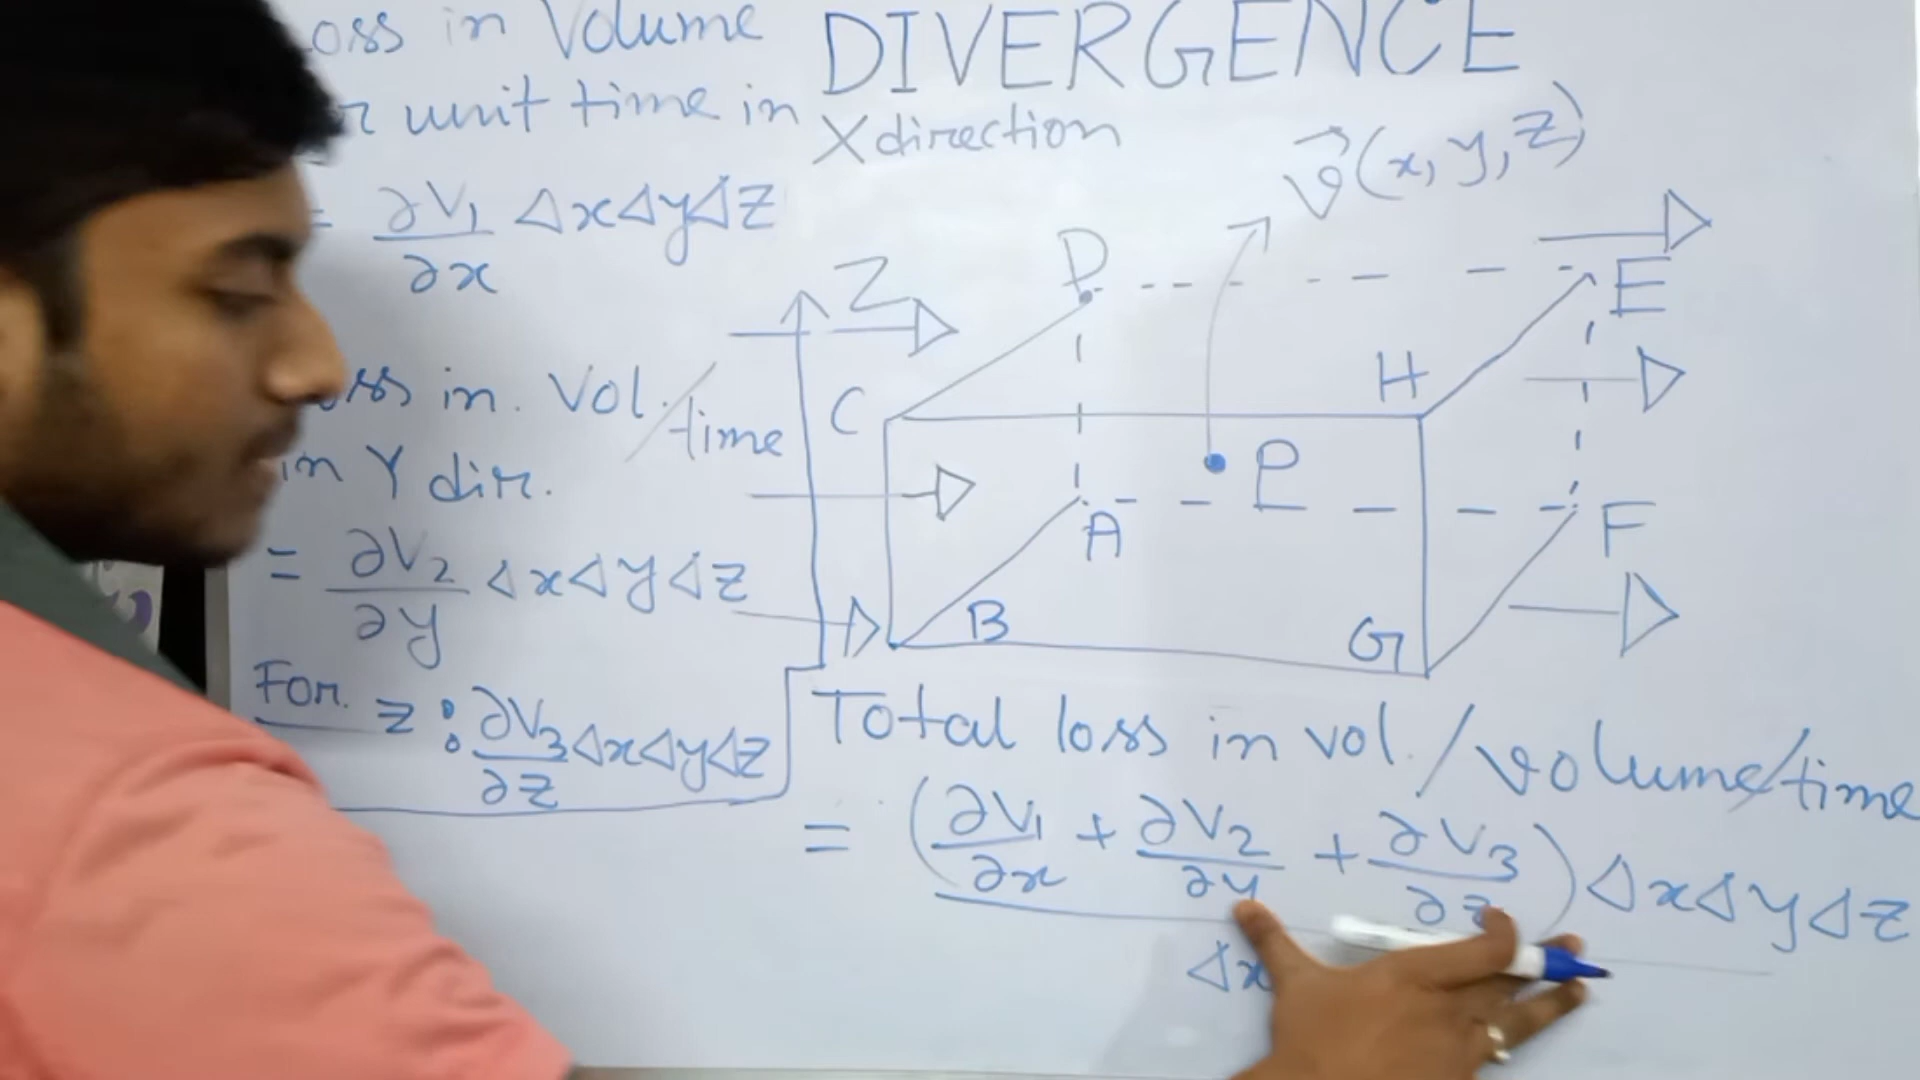 DIVERGENCE
oss in Volume
r unit time in
X direction
= ∂V₁/∂x ΔxΔyΔz
oss in. Vol./time
in Y dir.
= ∂V₂/∂y ΔxΔyΔz
For. z : ∂V₃/∂z ΔxΔyΔz
v⃗(x, y, z)
Z
D
E
C
H
P
A
F
B
G
Total loss in vol./volume/time
= (∂V₁/∂x + ∂V₂/∂y + ∂V₃/∂z) ΔxΔyΔz
Δx